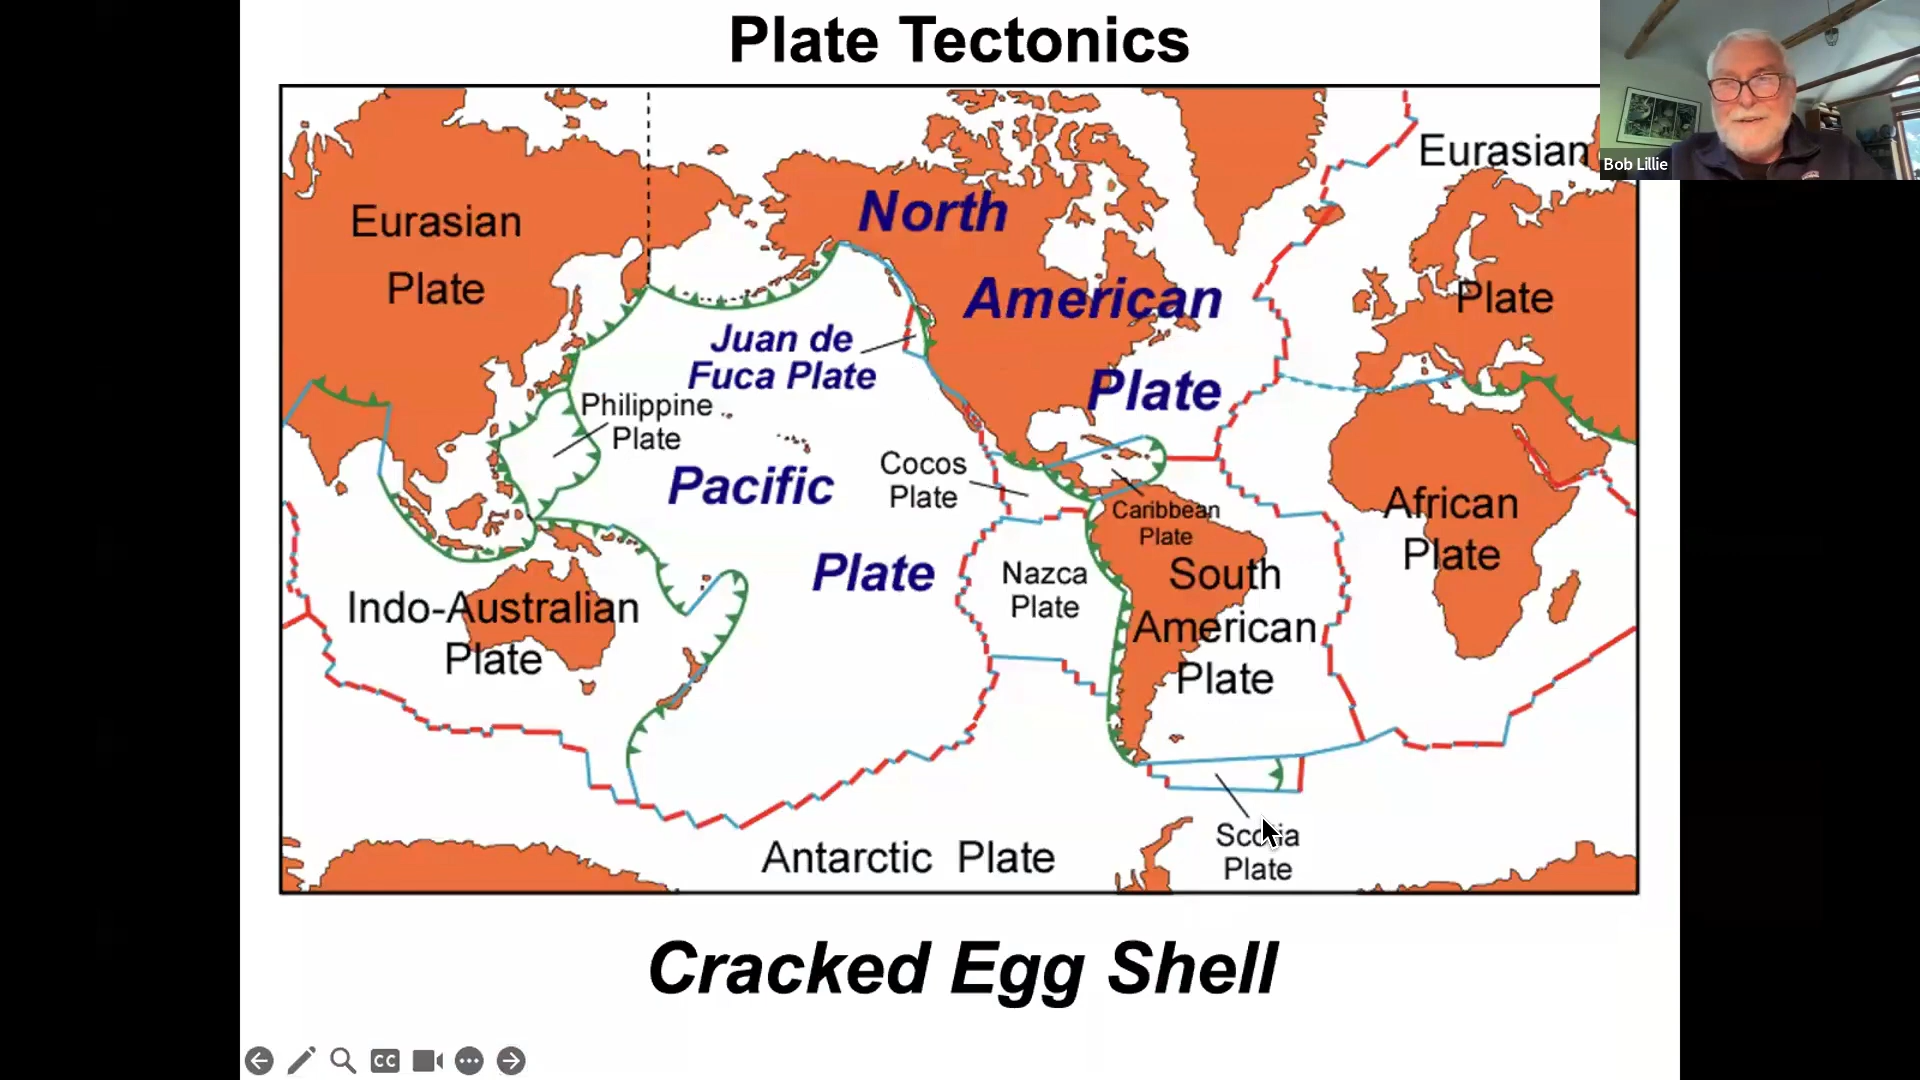 Plate Tectonics
Eurasian
Plate
North
American
Plate
Eurasian
Plate
Bob Lillie
Juan de
Fuca Plate
Philippine
Plate
Pacific
Plate
Cocos
Plate
Caribbean
Plate
African
Plate
Nazca
Plate
South
American
Plate
Indo-Australian
Plate
Antarctic Plate
Scotia
Plate
Cracked Egg Shell
CC